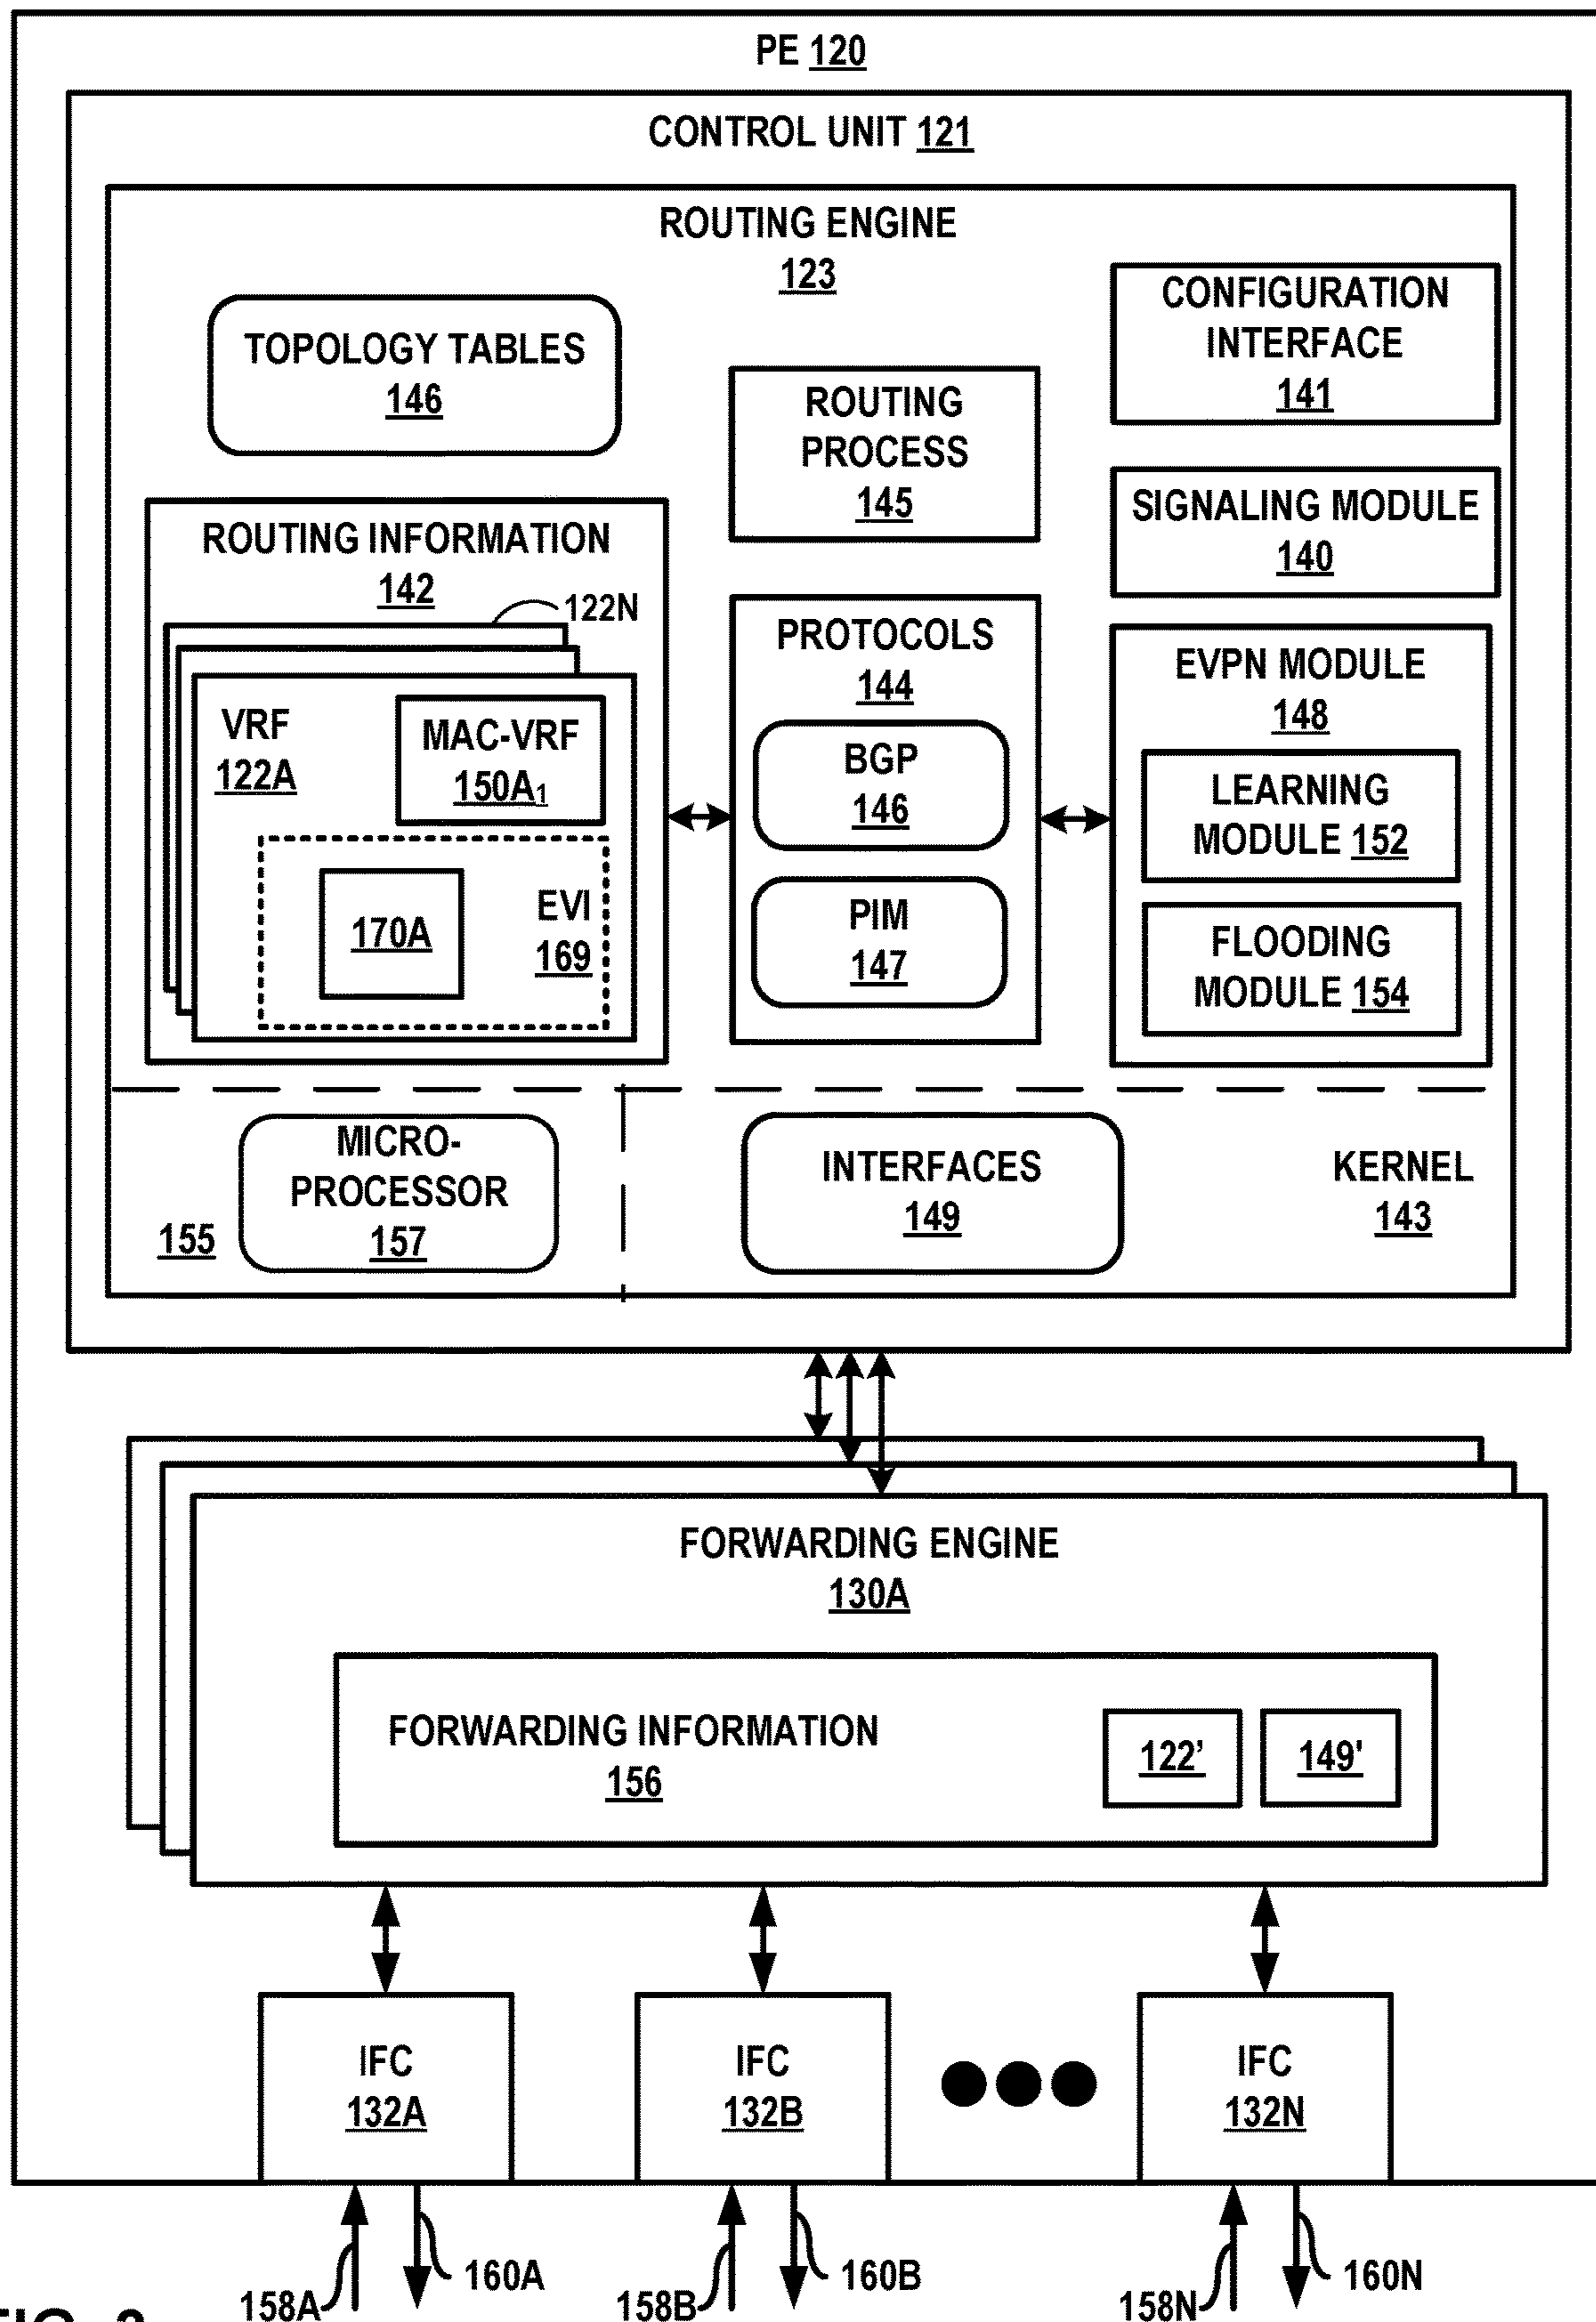 PE 120
CONTROL UNIT 121
ROUTING ENGINE
123
TOPOLOGY TABLES
146
ROUTING
PROCESS
145
CONFIGURATION
INTERFACE
141
SIGNALING MODULE
140
ROUTING INFORMATION
142
122N
VRF
122A
MAC-VRF
150A₁
EVI
169
170A
PROTOCOLS
144
BGP
146
PIM
147
EVPN MODULE
148
LEARNING
MODULE 152
FLOODING
MODULE 154
MICRO-
PROCESSOR
157
155
INTERFACES
149
KERNEL
143
FORWARDING ENGINE
130A
FORWARDING INFORMATION
156
122’
149'
IFC
132A
IFC
132B
IFC
132N
158A
160A
158B
160B
158N
160N